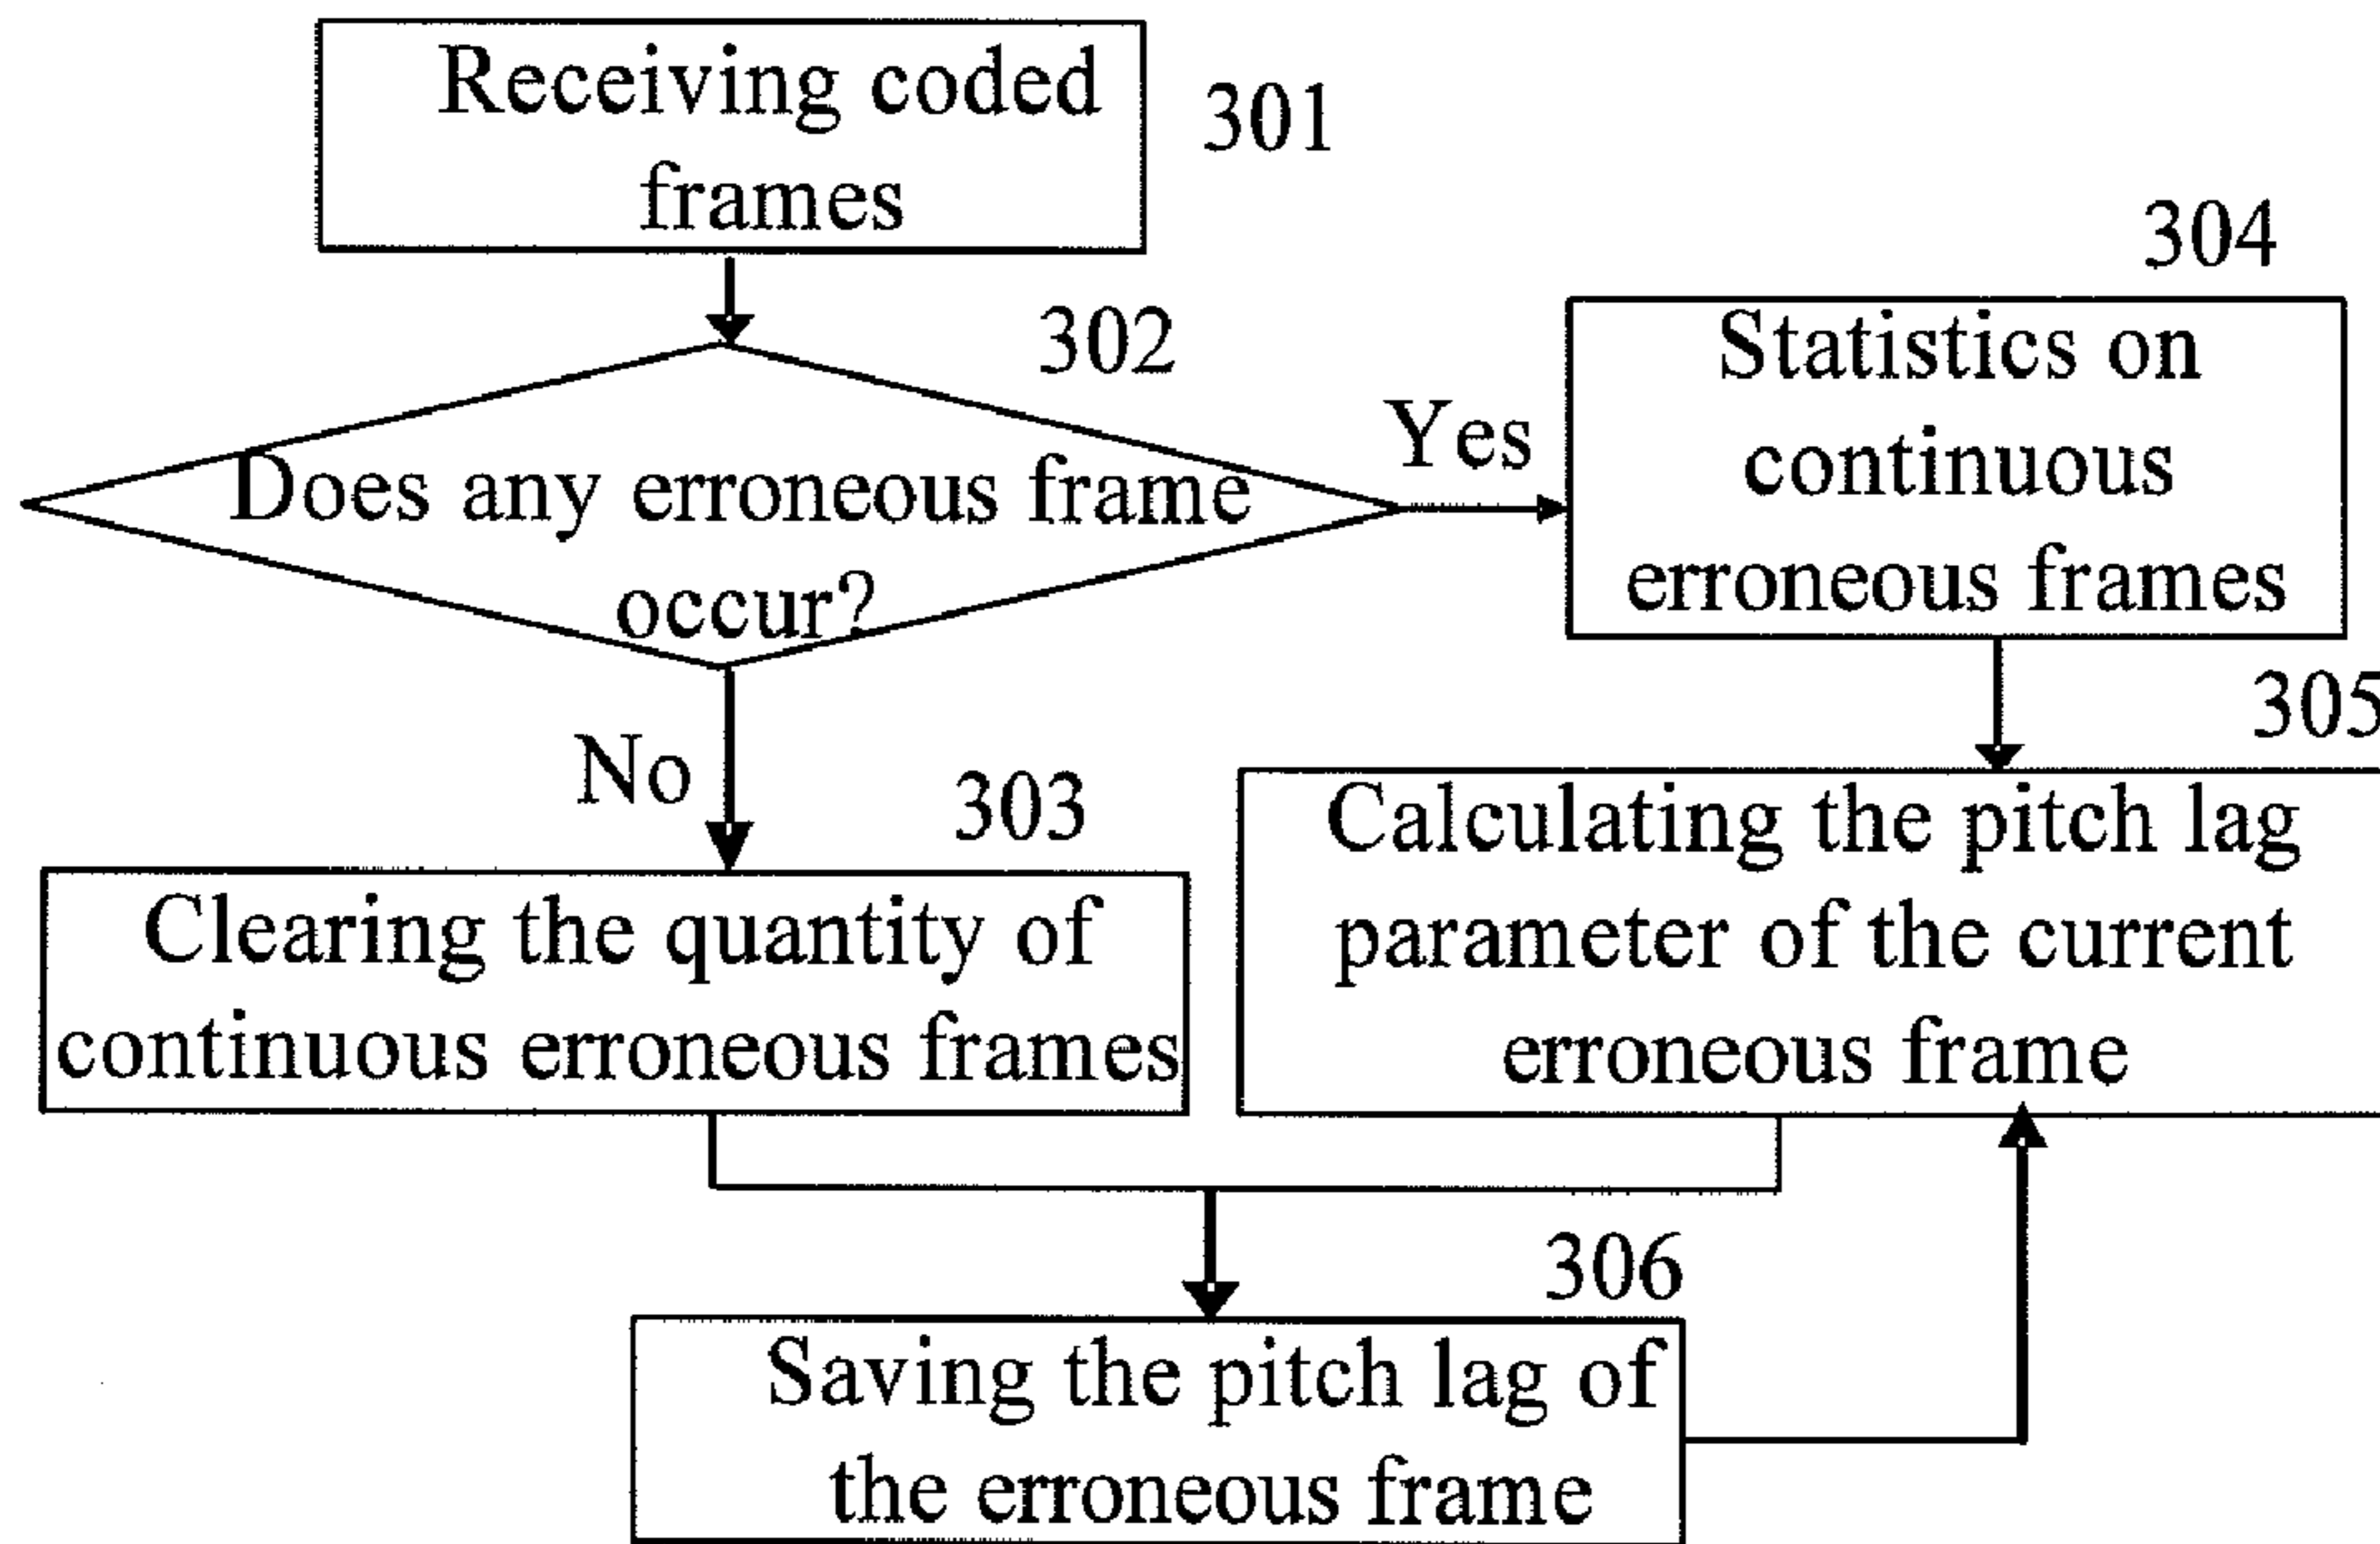 Receiving coded
frames
301
302
Does any erroneous frame
occur?
Yes
304
Statistics on
continuous
erroneous frames
No
303
Clearing the quantity of
continuous erroneous frames
305
Calculating the pitch lag
parameter of the current
erroneous frame
306
Saving the pitch lag of
the erroneous frame